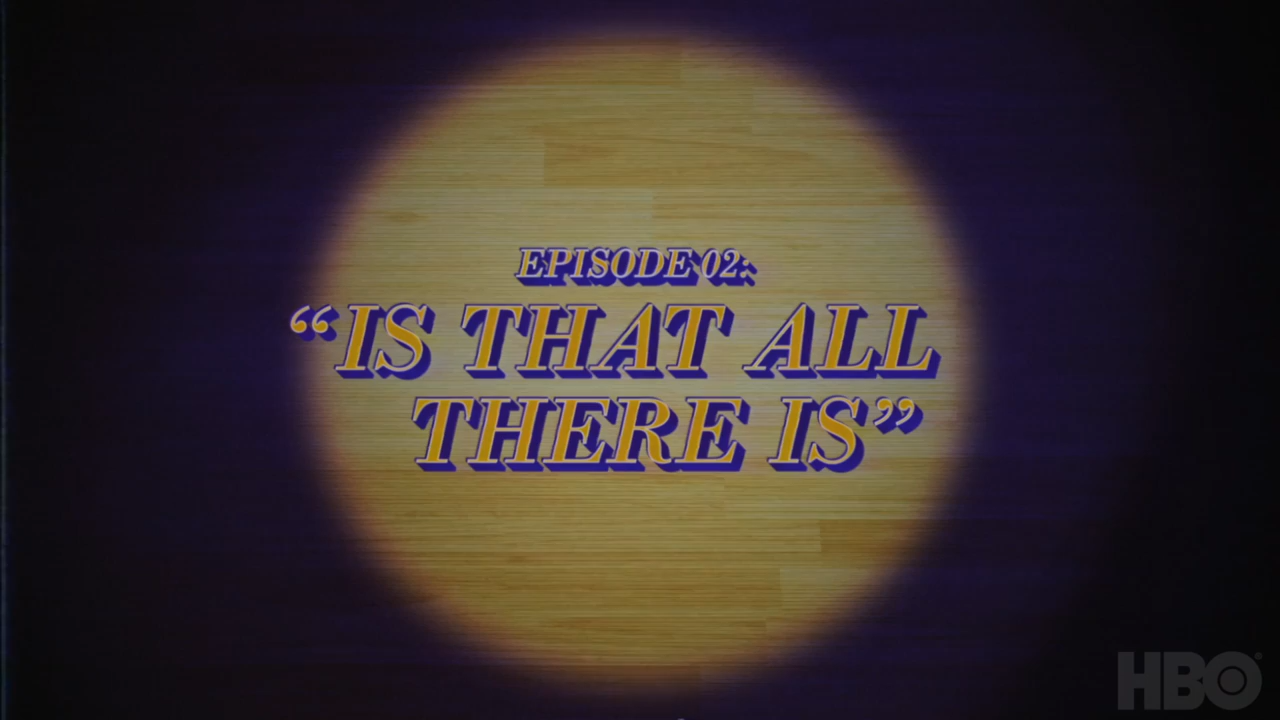 EPISODE 02:
“IS THAT ALL
THERE IS”
HBO®